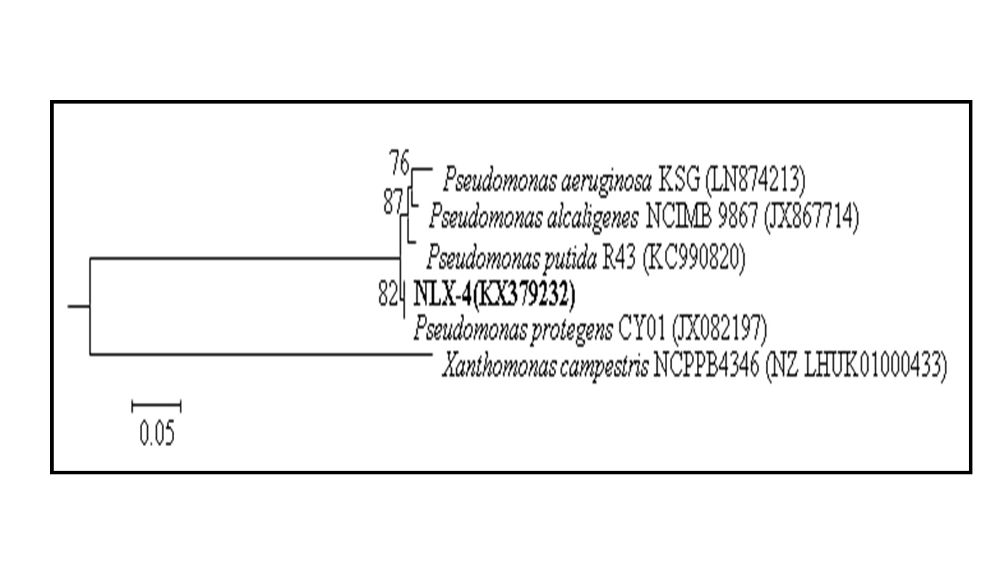 76
Pseudomonas aeruginosa KSG (LN874213)
87
Pseudomonas alcaligenes NCIMB 9867 (JX867714)
Pseudomonas putida R43 (KC990820)
82 NLX-4(KX379232)
Pseudomonas protegens CY01 (JX082197)
Xanthomonas campestris NCPPB4346 (NZ LHUK01000433)
0.05